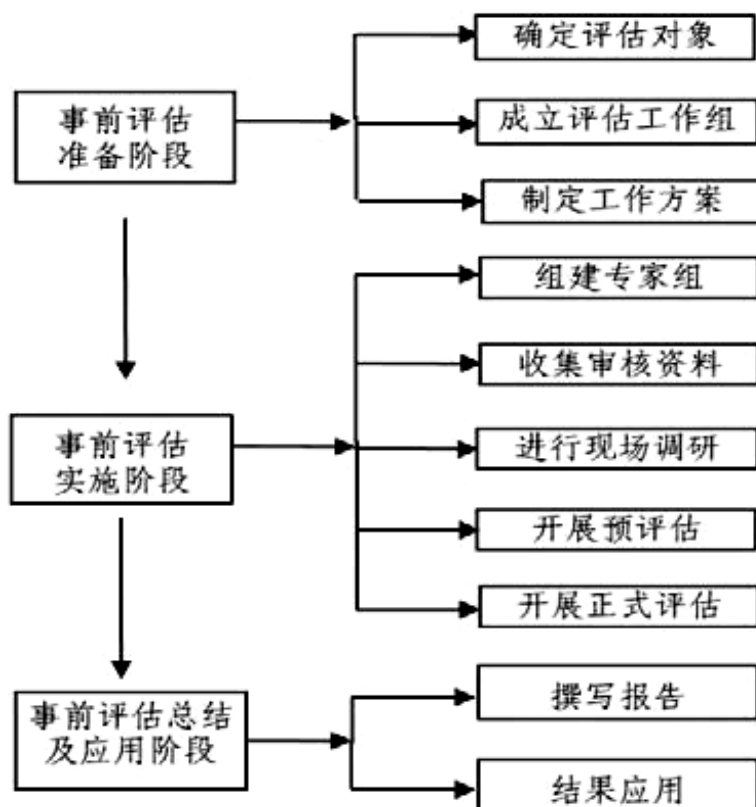 事前评估
准备阶段
确定评估对象
成立评估工作组
制定工作方案
事前评估
实施阶段
组建专家组
收集审核资料
进行现场调研
开展预评估
开展正式评估
事前评估总结
及应用阶段
撰写报告
结果应用